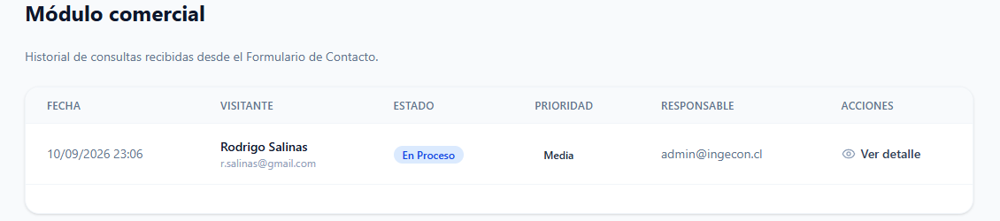 Módulo comercial
Historial de consultas recibidas desde el Formulario de Contacto.
FECHA VISITANTE ESTADO PRIORIDAD RESPONSABLE ACCIONES
10/09/2026 23:06 Rodrigo Salinas En Proceso Media admin@ingecon.cl Ver detalle
r.salinas@gmail.com